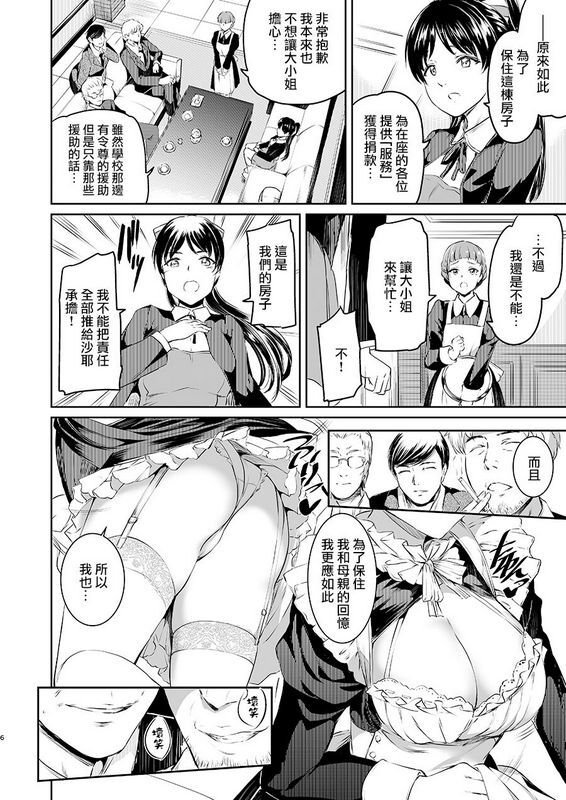 ──原來如此
為了
保住這棟房子
為在座的各位
提供「服務」
獲得捐款…
非常抱歉
我本來也
不想讓大小姐
擔心…
雖然學校那邊
有令尊的援助
但是只靠那些
援助的話…
…不過
我還是不能…
讓大小姐
來幫忙…
不！
這是
我們的房子
我不能把責任
全部推給沙耶
承擔！
而且
為了保住
我和母親的回憶
我更應如此
所以
我也…
壞笑
壞笑
6